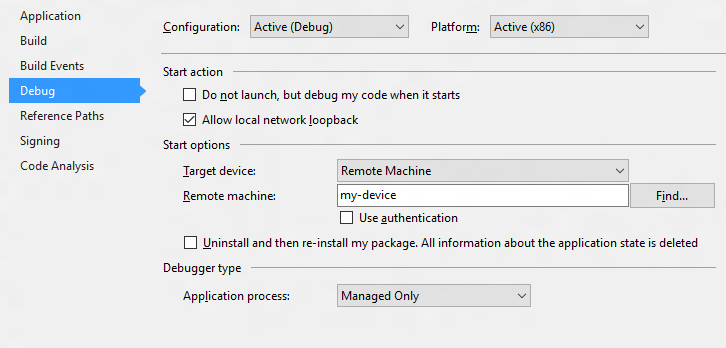 Application
Build
Build Events
Debug
Reference Paths
Signing
Code Analysis
Configuration: Active (Debug) Platform: Active (x86)
Start action
Do not launch, but debug my code when it starts
Allow local network loopback
Start options
Target device: Remote Machine
Remote machine: my-device Find...
Use authentication
Uninstall and then re-install my package. All information about the application state is deleted
Debugger type
Application process: Managed Only